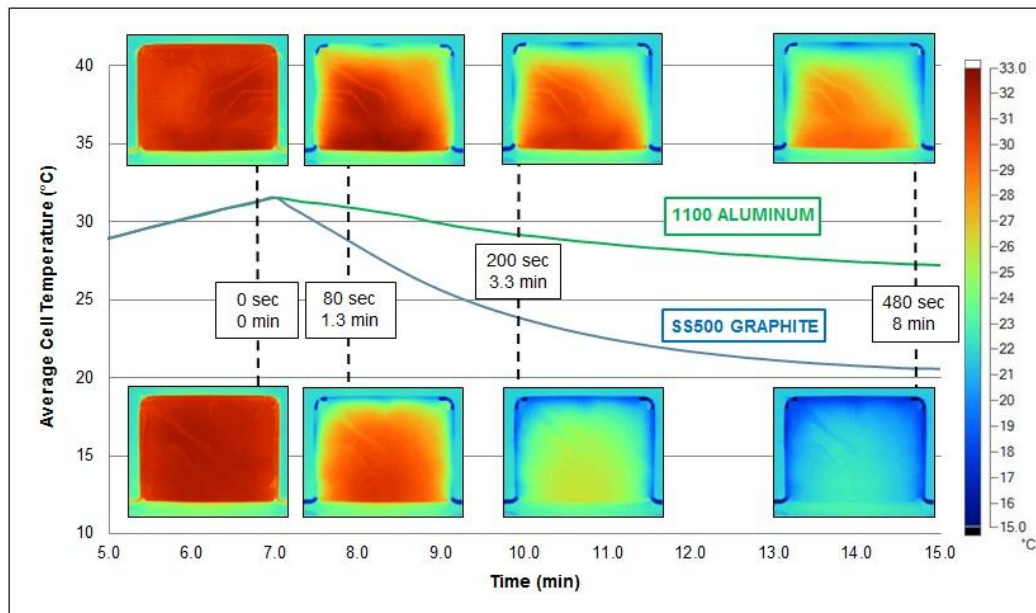 Average Cell Temperature (°C)
40
35
30
25
20
15
10
5.0 6.0 7.0 8.0 9.0 10.0 11.0 12.0 13.0 14.0 15.0
Time (min)
1100 ALUMINUM
SS500 GRAPHITE
0 sec
0 min
80 sec
1.3 min
200 sec
3.3 min
480 sec
8 min
33.0
32
31
30
29
28
27
26
25
24
23
22
21
20
19
18
17
16
15.0
°C